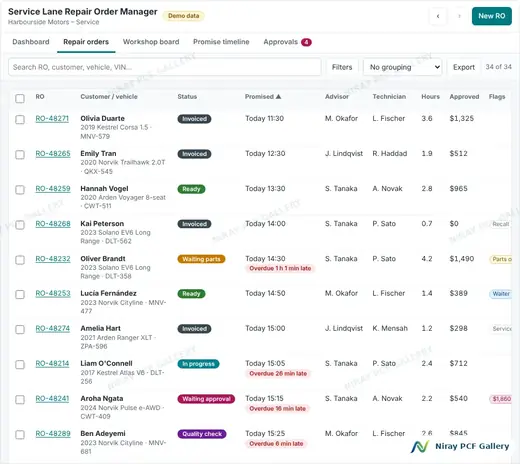 Service Lane Repair Order Manager
Demo data
Harbourside Motors - Service
New RO
Dashboard
Repair orders
Workshop board
Promise timeline
Approvals 4
Search RO, customer, vehicle, VIN...
Filters
No grouping
Export
34 of 34
RO Customer / vehicle Status Promised ▲ Advisor Technician Hours Approved Flags
RO-48271 Olivia Duarte Invoiced Today 11:30 M. Okafor L. Fischer 3.6 $1,325
2019 Kestrel Corsa 1.5 ·
MNV-579
RO-48265 Emily Tran Invoiced Today 12:30 J. Lindqvist R. Haddad 1.9 $512
2020 Norvik Trailhawk 2.0T
· QKX-545
RO-48259 Hannah Vogel Ready Today 13:30 S. Tanaka A. Novak 2.8 $965
2020 Arden Voyager 8-seat
· CWT-511
RO-48268 Kai Peterson Invoiced Today 14:00 S. Tanaka P. Sato 0.7 $0 Recall
2023 Solano EV6 Long
Range · DLT-562
RO-48232 Oliver Brandt Waiting parts Today 14:30 S. Tanaka P. Sato 4.2 $1,490 Parts o
2023 Solano EV6 Long Overdue 1 h 1 min late
Range · DLT-358
RO-48253 Lucía Fernández Ready Today 14:50 M. Okafor L. Fischer 1.4 $389 Waiter
2023 Norvik Cityline · MNV-
477
RO-48274 Amelia Hart Invoiced Today 15:00 J. Lindqvist K. Mensah 1.2 $298 Service
2021 Arden Ranger XLT ·
ZPA-596
RO-48214 Liam O'Connell In progress Today 15:05 S. Tanaka P. Sato 2.4 $712
2017 Kestrel Atlas V6 · DLT-
256
Overdue 26 min late
RO-48241 Aroha Ngata Waiting approval Today 15:15 S. Tanaka A. Novak 2.2 $540 $1,860
2024 Norvik Pulse e-AWD ·
CWT-409
Overdue 16 min late
RO-48289 Ben Adeyemi Quality check Today 15:25 M. Okafor L. Fischer 2.6 $845
2023 Norvik Cityline · MNV-
681
Overdue 6 min late
Niray PCF Gallery
NIRAY PCF GALLERY